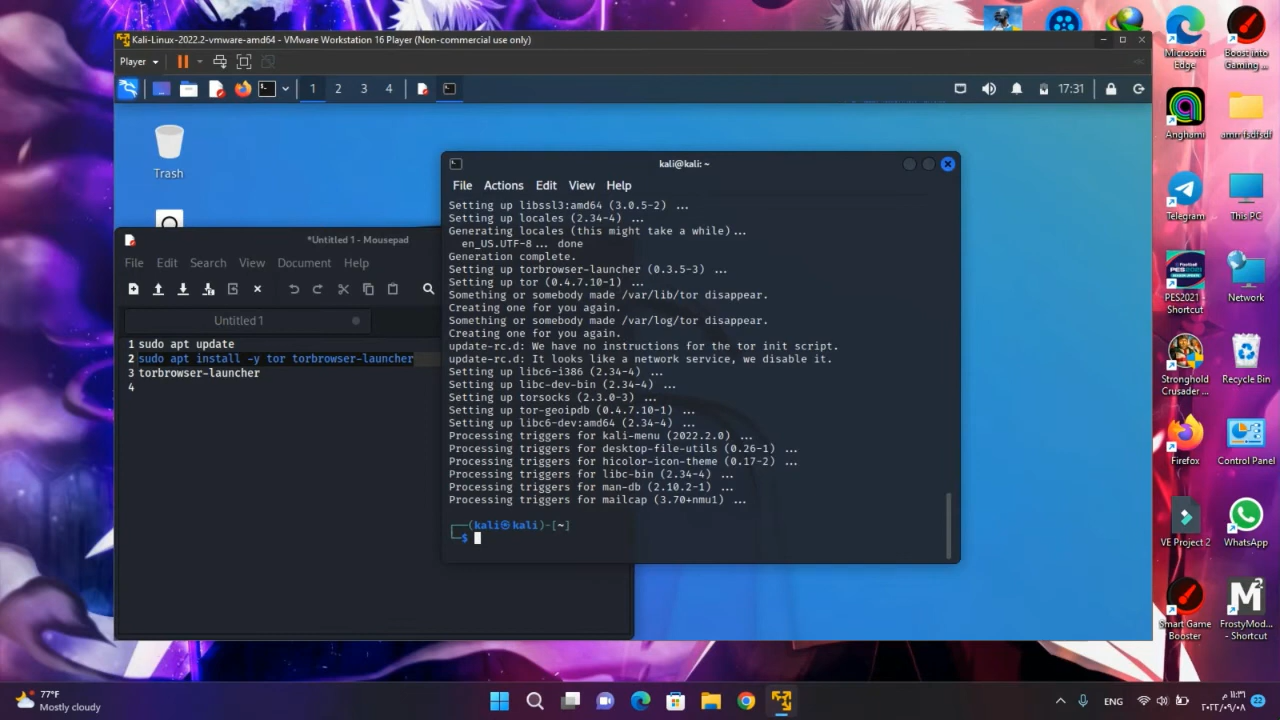 Kali-Linux-2022.2-vmware-amd64 - VMware Workstation 16 Player (Non-commercial use only)
Player
1 2 3 4
17:31
Trash
*Untitled 1 - Mousepad
File Edit Search View Document Help
Untitled 1
1 sudo apt update
2 sudo apt install -y tor torbrowser-launcher
3 torbrowser-launcher
4
kali@kali: ~
File Actions Edit View Help
Setting up libssl3:amd64 (3.0.5-2) ...
Setting up locales (2.34-4) ...
Generating locales (this might take a while)...
en_US.UTF-8... done
Generation complete.
Setting up torbrowser-launcher (0.3.5-3) ...
Setting up tor (0.4.7.10-1) ...
Something or somebody made /var/lib/tor disappear.
Creating one for you again.
Something or somebody made /var/log/tor disappear.
Creating one for you again.
update-rc.d: We have no instructions for the tor init script.
update-rc.d: It looks like a network service, we disable it.
Setting up libc6-i386 (2.34-4) ...
Setting up libc-dev-bin (2.34-4) ...
Setting up torsocks (2.3.0-3) ...
Setting up tor-geoipdb (0.4.7.10-1) ...
Setting up libc6-dev:amd64 (2.34-4) ...
Processing triggers for kali-menu (2022.2.0) ...
Processing triggers for desktop-file-utils (0.26-1) ...
Processing triggers for hicolor-icon-theme (0.17-2) ...
Processing triggers for libc-bin (2.34-4) ...
Processing triggers for man-db (2.10.2-1) ...
Processing triggers for mailcap (3.70+nmu1) ...
(kali㉿kali)-[~]
$
Microsoft Edge
Boost into Gaming ...
Anghami
amrr fsdfsdf
Telegram
This PC
PES2021 - Shortcut
Network
Stronghold Crusader ...
Recycle Bin
Firefox
Control Panel
VE Project 2
WhatsApp
Smart Game Booster
FrostyMod... - Shortcut
77°F
Mostly cloudy
ENG
١١:٣١ م
٢٠٢٢/٠٩/٠٨
22